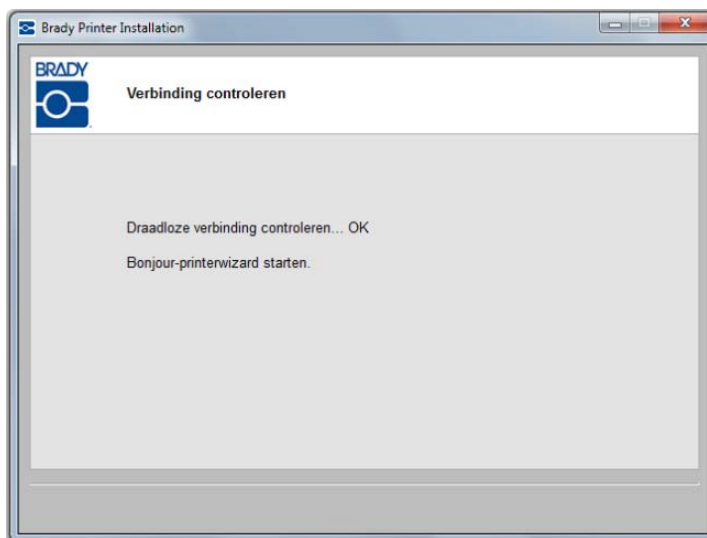 Brady Printer Installation
BRADY
Verbinding controleren
Draadloze verbinding controleren... OK
Bonjour-printerwizard starten.